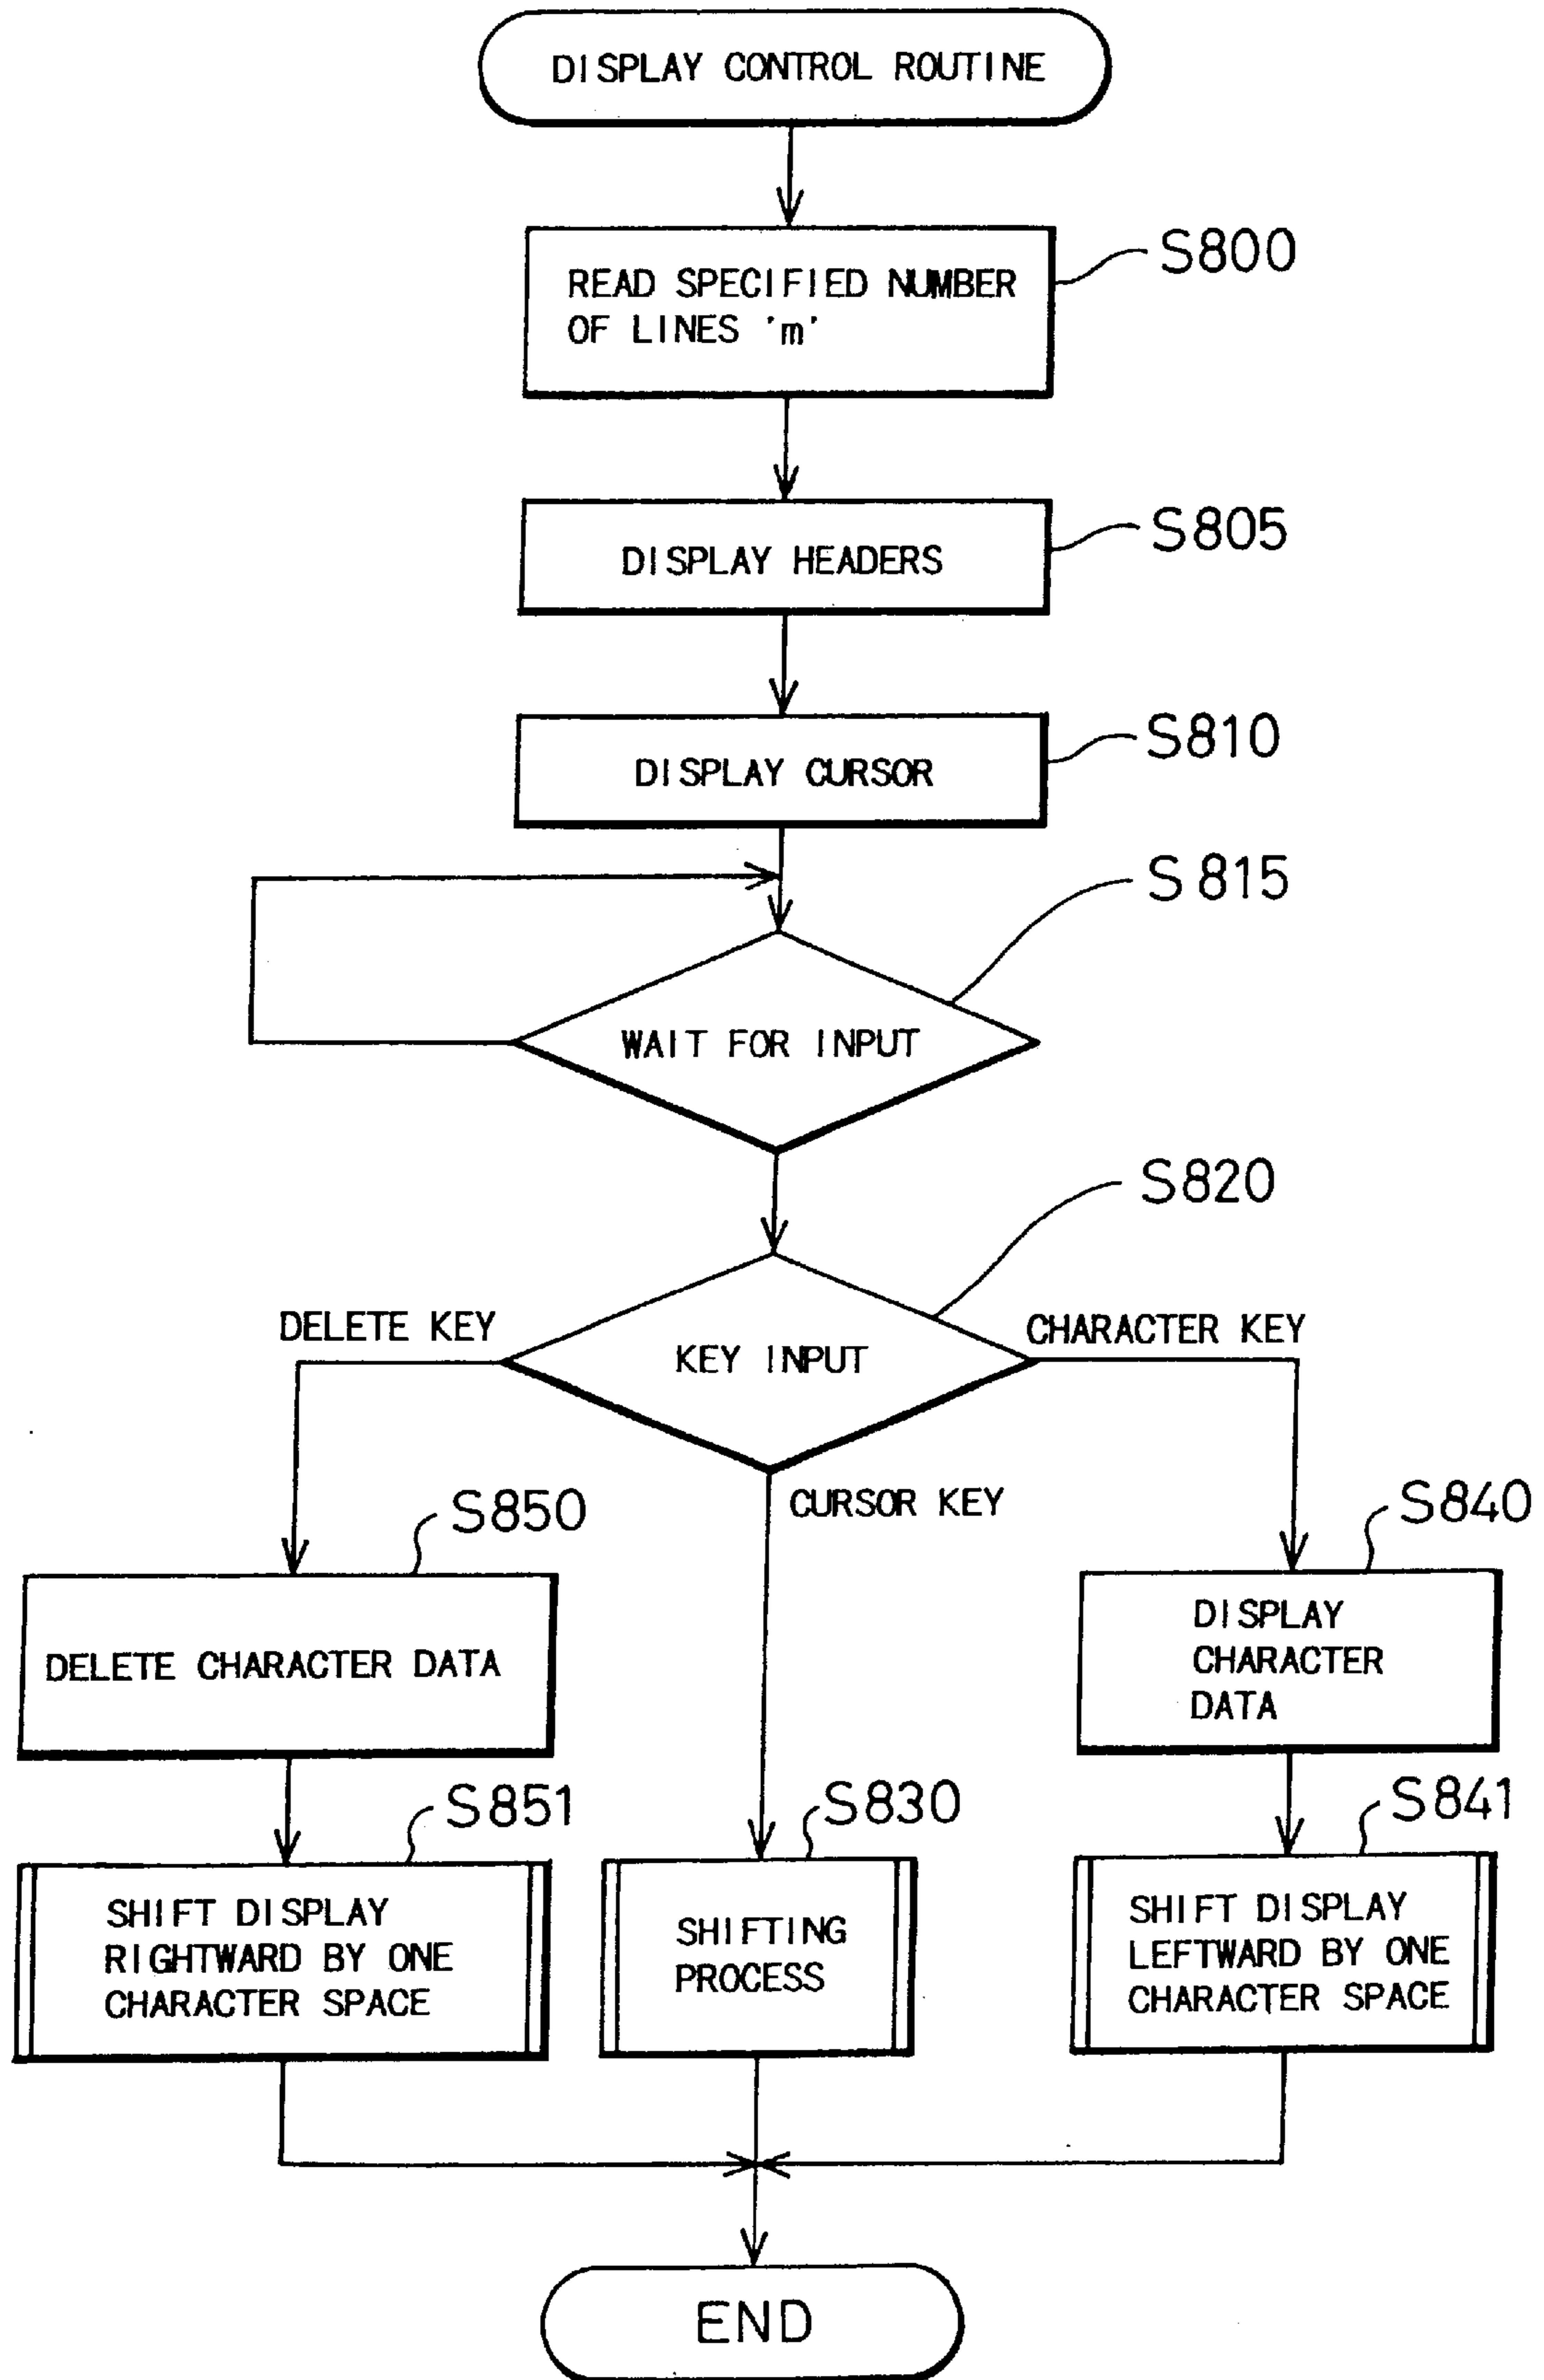 DISPLAY CONTROL ROUTINE
S800
READ SPECIFIED NUMBER
OF LINES 'm'
S805
DISPLAY HEADERS
S810
DISPLAY CURSOR
S815
WAIT FOR INPUT
S820
DELETE KEY
KEY INPUT
CHARACTER KEY
CURSOR KEY
S850
S840
DELETE CHARACTER DATA
DISPLAY
CHARACTER
DATA
S851
S830
S841
SHIFT DISPLAY
RIGHTWARD BY ONE
CHARACTER SPACE
SHIFTING
PROCESS
SHIFT DISPLAY
LEFTWARD BY ONE
CHARACTER SPACE
END